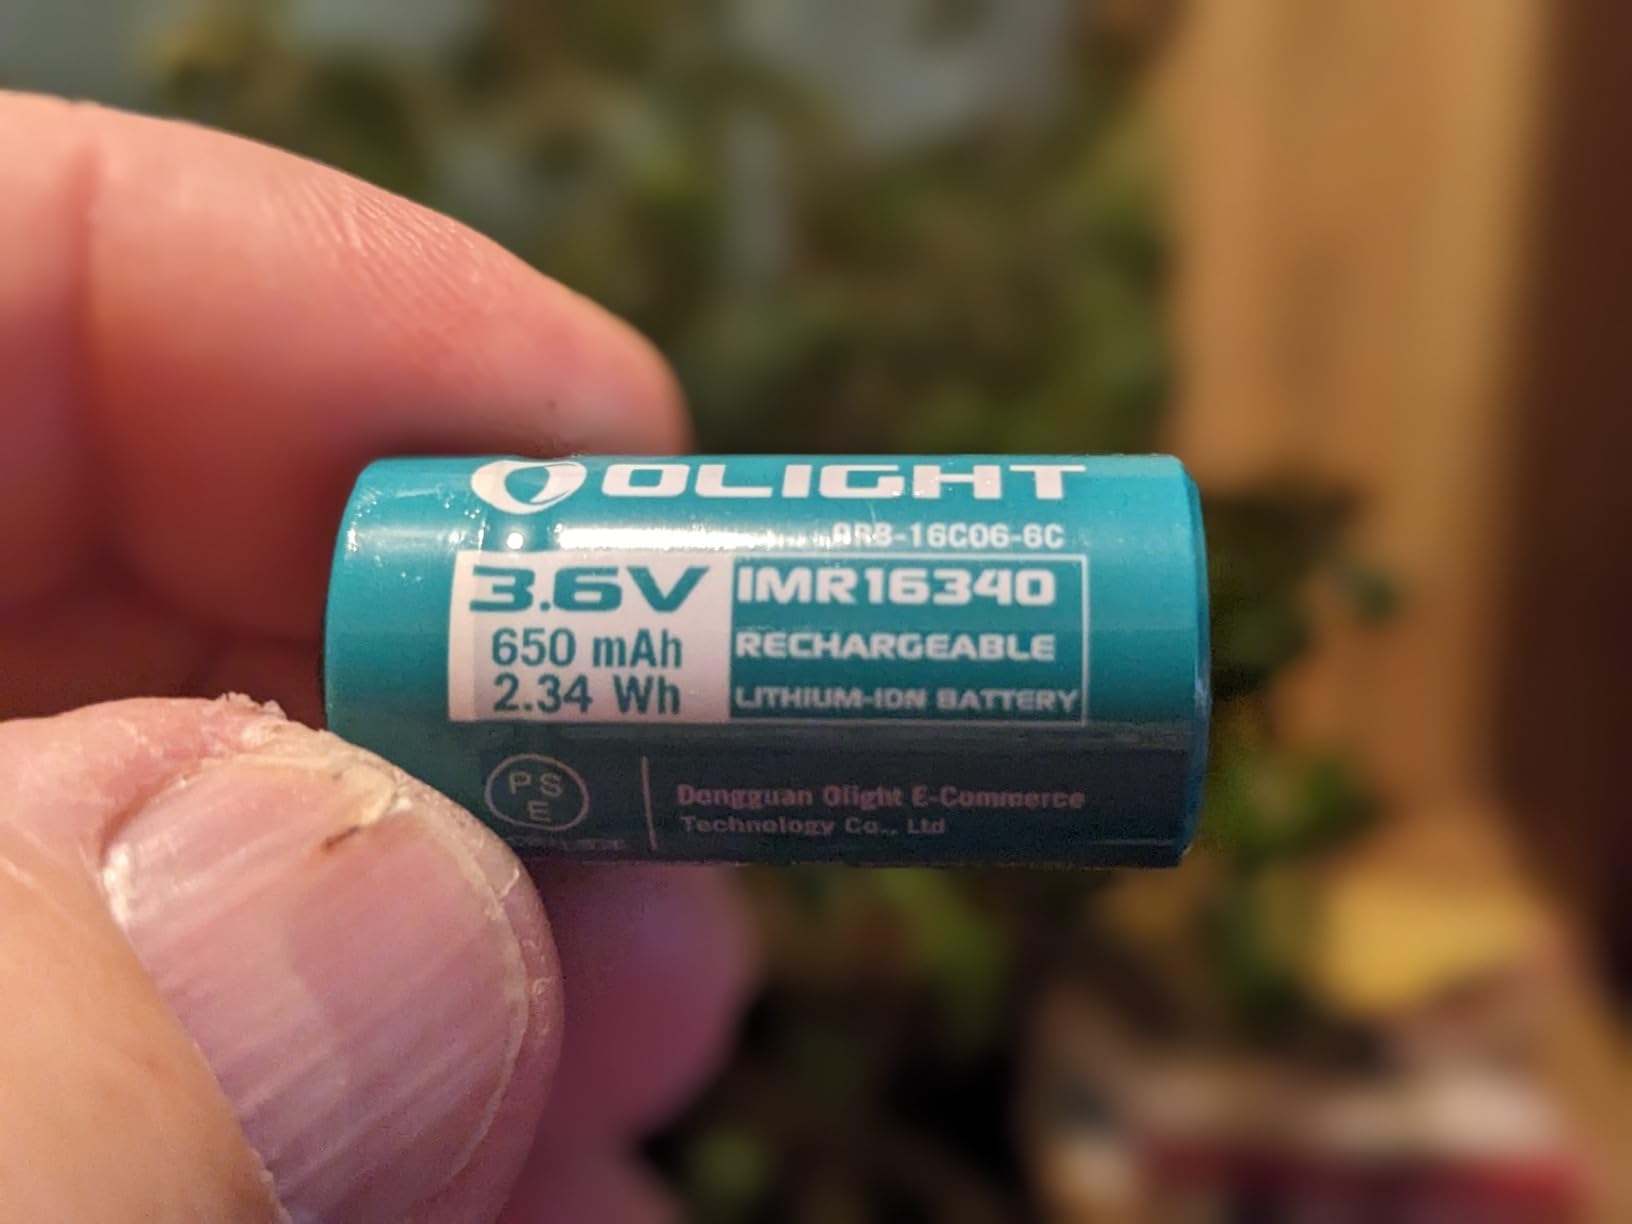 OLIGHT
ORB-16C06-6C
3.6V
650 mAh
2.34 Wh
IMR16340
RECHARGEABLE
LITHIUM-ION BATTERY
PS
E
Dongguan Olight E-Commerce
Technology Co., Ltd